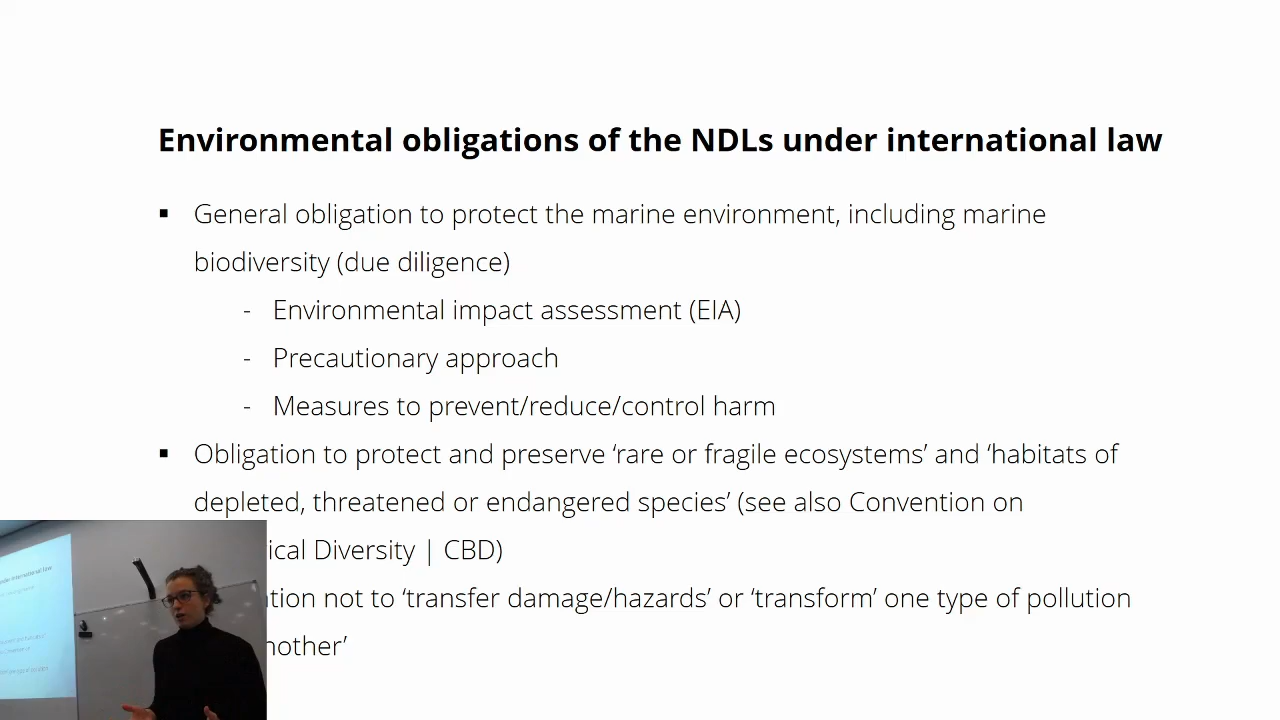 Environmental obligations of the NDLs under international law
▪ General obligation to protect the marine environment, including marine
biodiversity (due diligence)
- Environmental impact assessment (EIA)
- Precautionary approach
- Measures to prevent/reduce/control harm
▪ Obligation to protect and preserve ‘rare or fragile ecosystems’ and ‘habitats of
depleted, threatened or endangered species’ (see also Convention on
ical Diversity | CBD)
tion not to ‘transfer damage/hazards’ or ‘transform’ one type of pollution
nother’